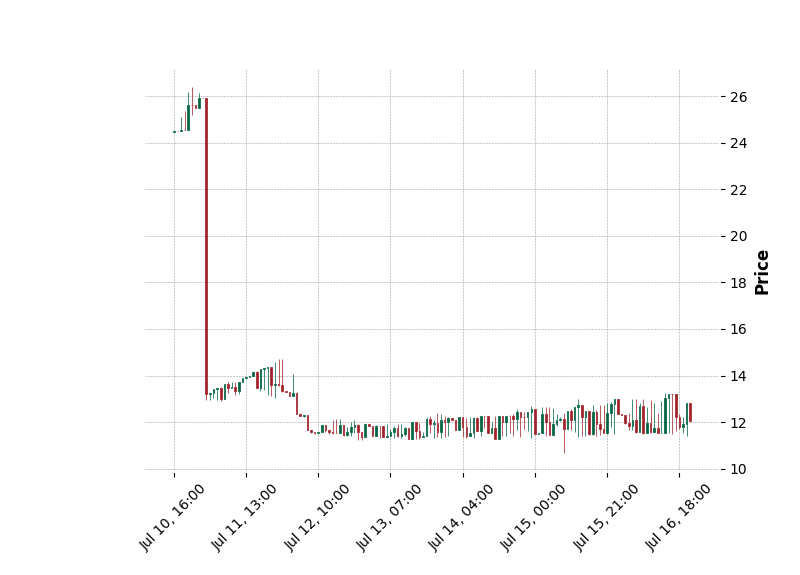 26
24
22
20
18
16
14
12
10
Price
Jul 10, 16:00
Jul 11, 13:00
Jul 12, 10:00
Jul 13, 07:00
Jul 14, 04:00
Jul 15, 00:00
Jul 15, 21:00
Jul 16, 18:00